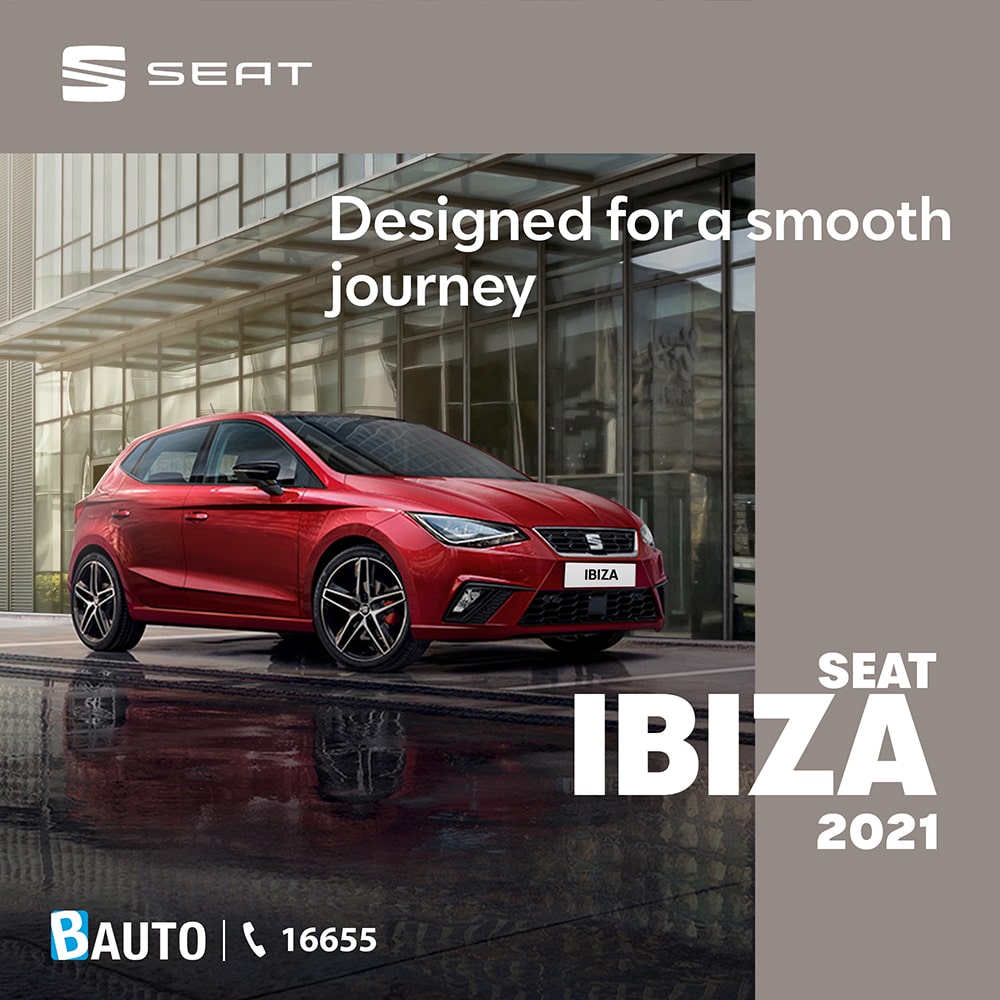 SEAT
Designed for a smooth
journey
IBIZA
SEAT
IBIZA
2021
BAUTO | 16655